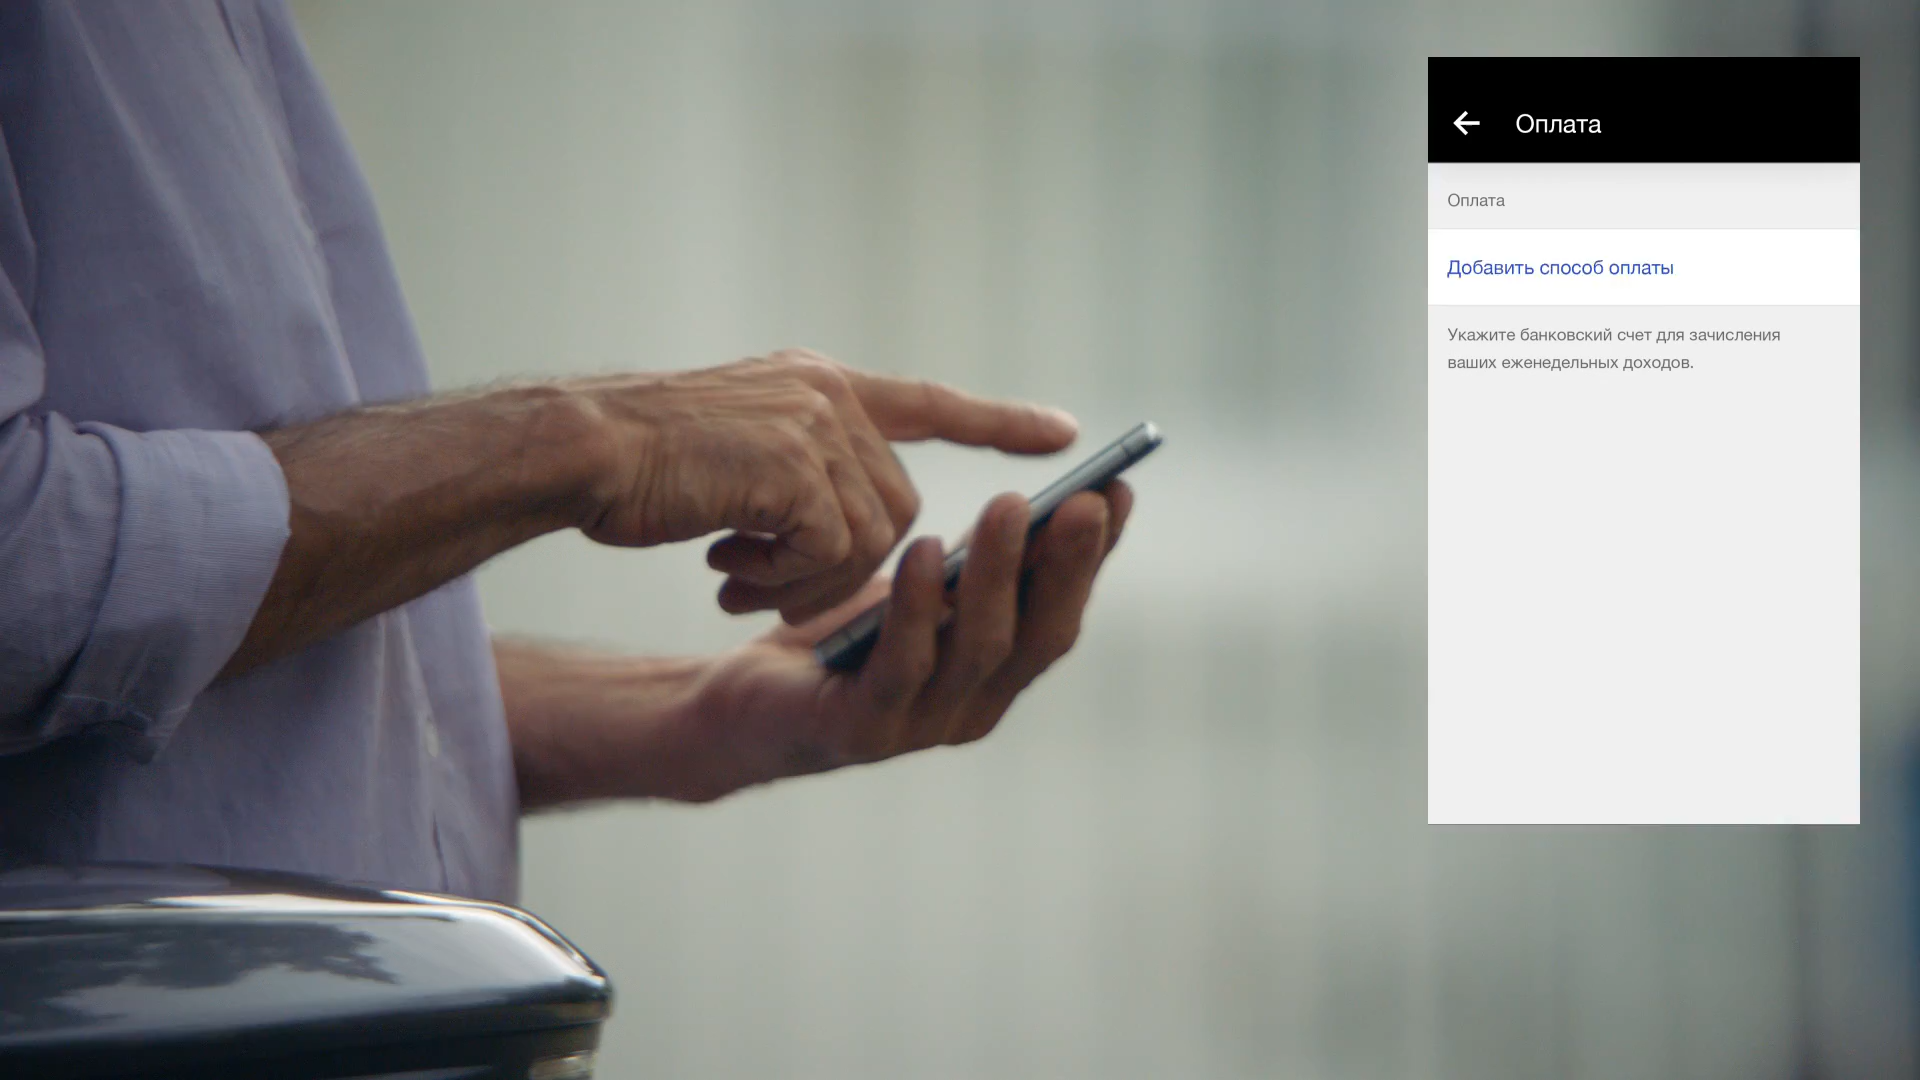 Оплата
Оплата
Добавить способ оплаты
Укажите банковский счет для зачисления
ваших еженедельных доходов.